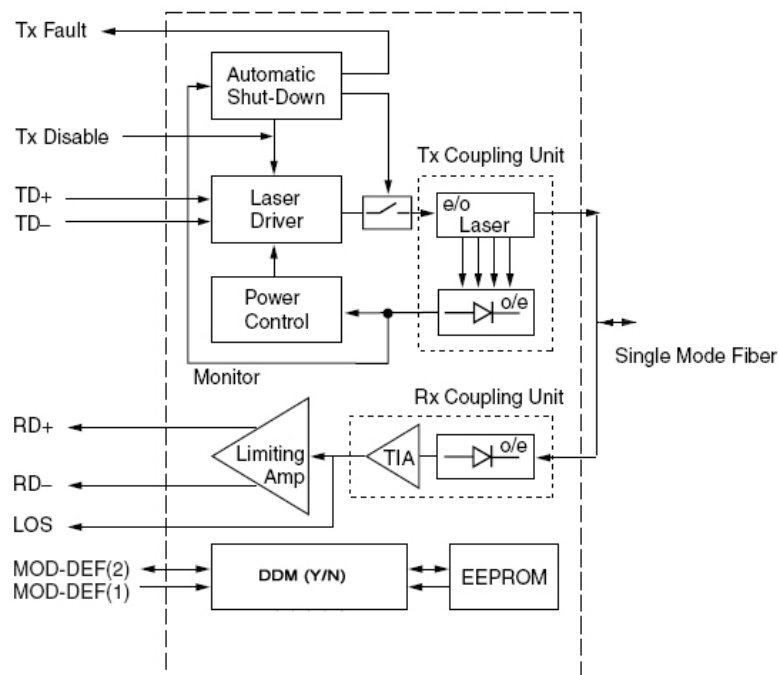 Tx Fault
Automatic
Shut-Down
Tx Disable
Tx Coupling Unit
TD+
TD–
Laser
Driver
e/o
Laser
Power
Control
o/e
Single Mode Fiber
Monitor
Rx Coupling Unit
RD+
RD–
Limiting
Amp
TIA
o/e
LOS
MOD-DEF(2)
MOD-DEF(1)
DDM (Y/N)
EEPROM